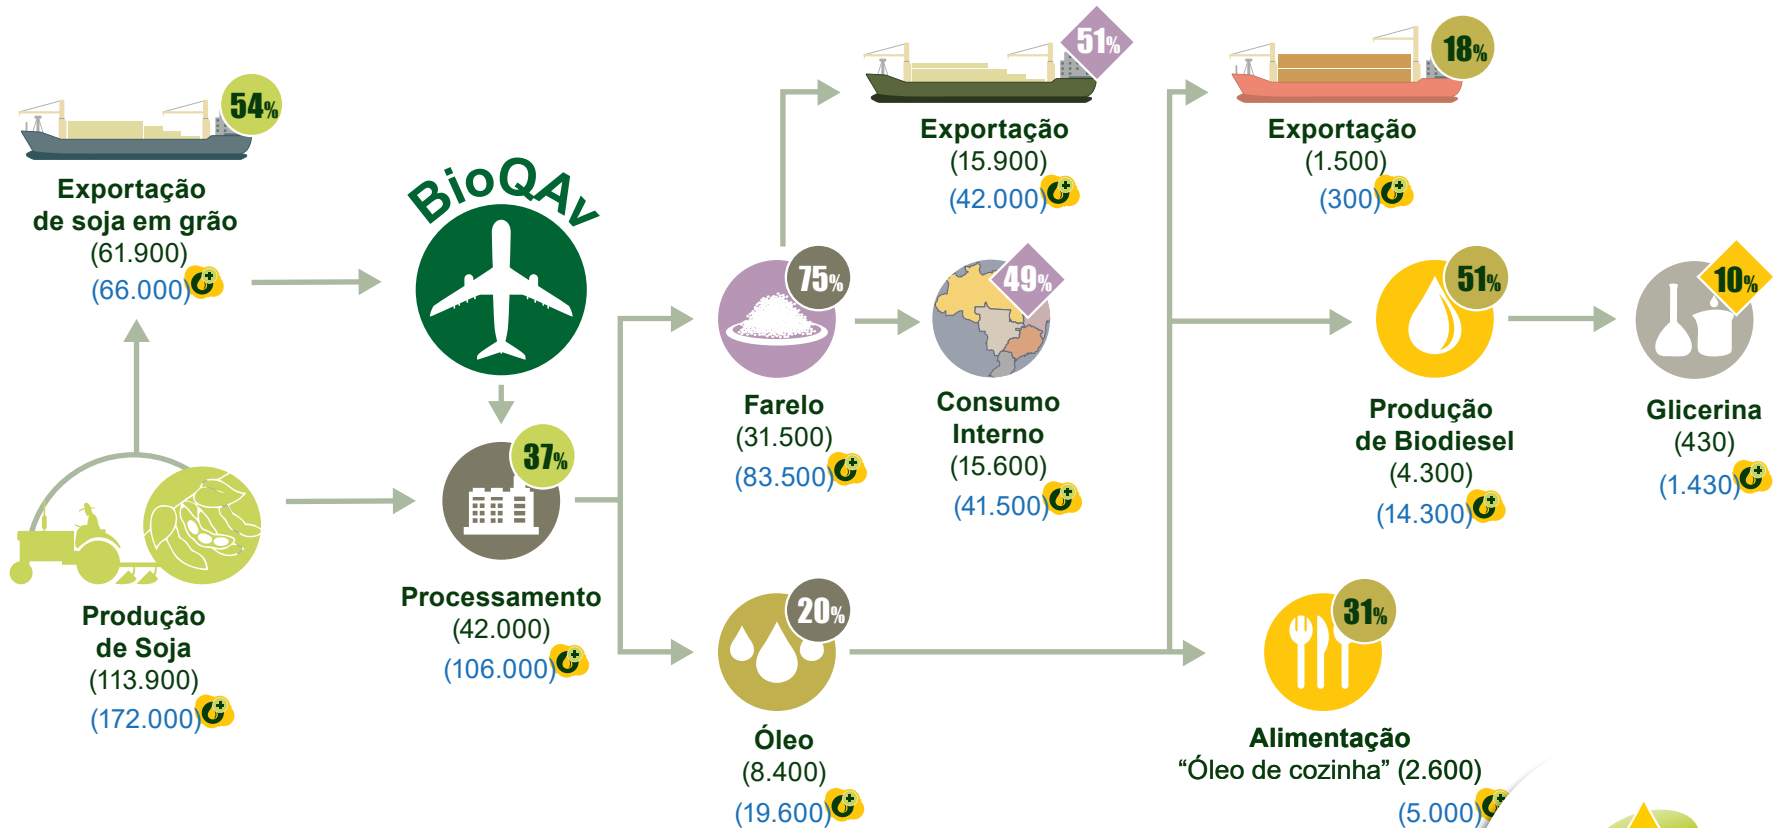 54%
Exportação
de soja em grão
(61.900)
(66.000)
BioQAv
Produção
de Soja
(113.900)
(172.000)
37%
Processamento
(42.000)
(106.000)
75%
Farelo
(31.500)
(83.500)
20%
Óleo
(8.400)
(19.600)
51%
Exportação
(15.900)
(42.000)
49%
Consumo
Interno
(15.600)
(41.500)
18%
Exportação
(1.500)
(300)
51%
Produção
de Biodiesel
(4.300)
(14.300)
10%
Glicerina
(430)
(1.430)
31%
Alimentação
“Óleo de cozinha” (2.600)
(5.000)